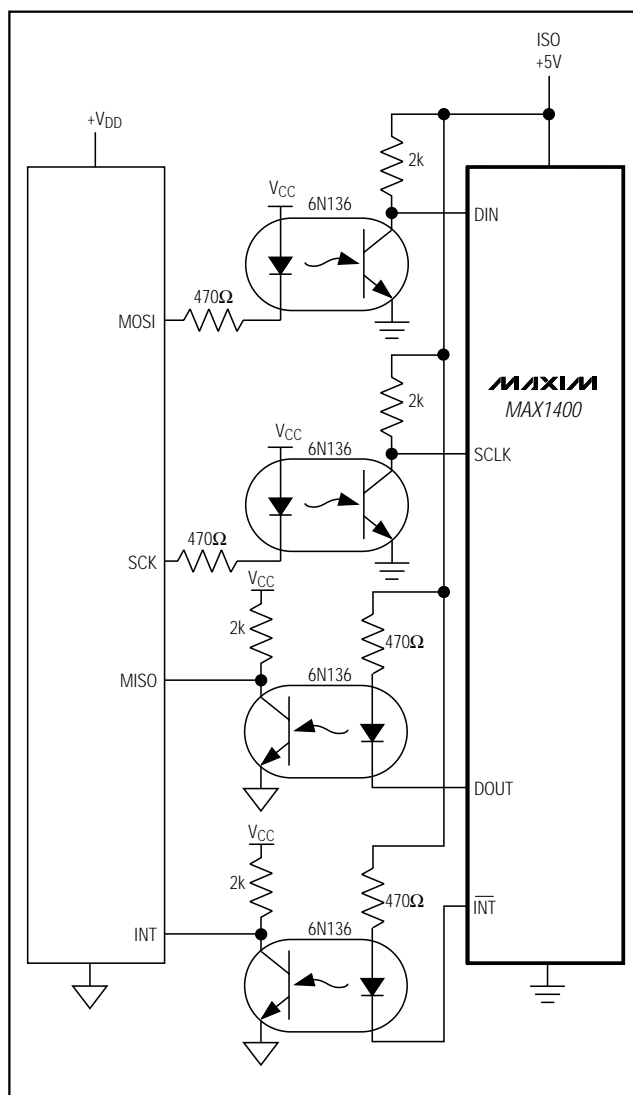 ISO
+5V
+VDD
2k
VCC
6N136
DIN
470Ω
MOSI
2k
MAXIM
MAX1400
VCC
6N136
SCLK
470Ω
SCK
VCC
2k
470Ω
6N136
MISO
DOUT
VCC
2k
470Ω
INT
6N136
INT